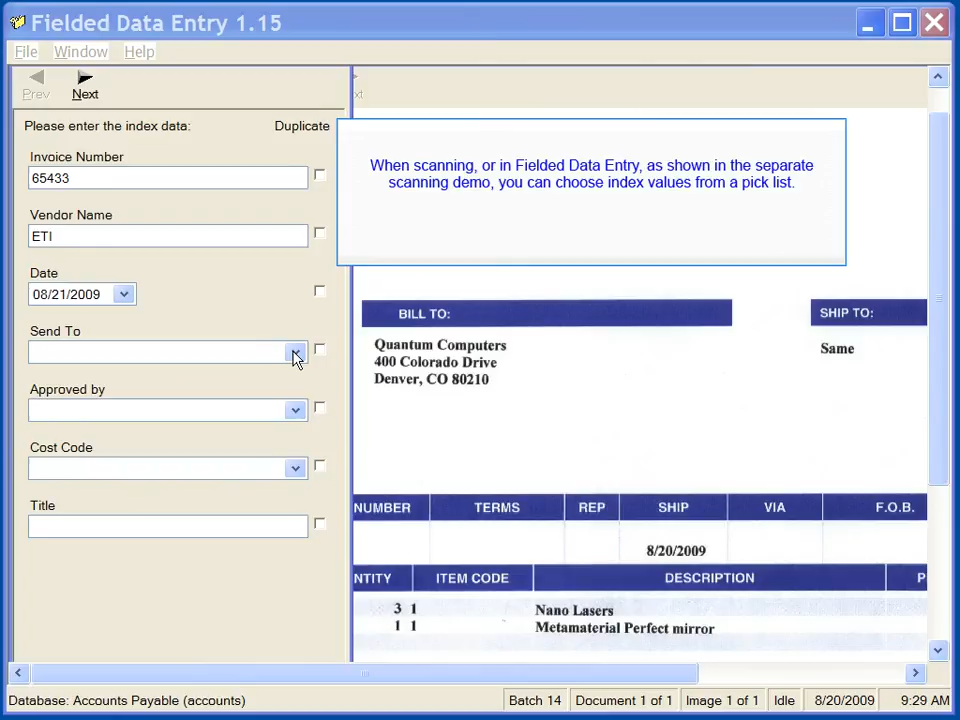 Fielded Data Entry 1.15
File Window Help
Prev Next
Please enter the index data: Duplicate
Invoice Number
65433
Vendor Name
ETI
Date
08/21/2009
Send To
Approved by
Cost Code
Title
When scanning, or in Fielded Data Entry, as shown in the separate
scanning demo, you can choose index values from a pick list.
BILL TO: SHIP TO:
Quantum Computers
400 Colorado Drive
Denver, CO 80210
Same
NUMBER TERMS REP SHIP VIA F.O.B.
8/20/2009
NTITY ITEM CODE DESCRIPTION P
3 1 Nano Lasers
1 1 Metamaterial Perfect mirror
Database: Accounts Payable (accounts) Batch 14 Document 1 of 1 Image 1 of 1 Idle 8/20/2009 9:29 AM